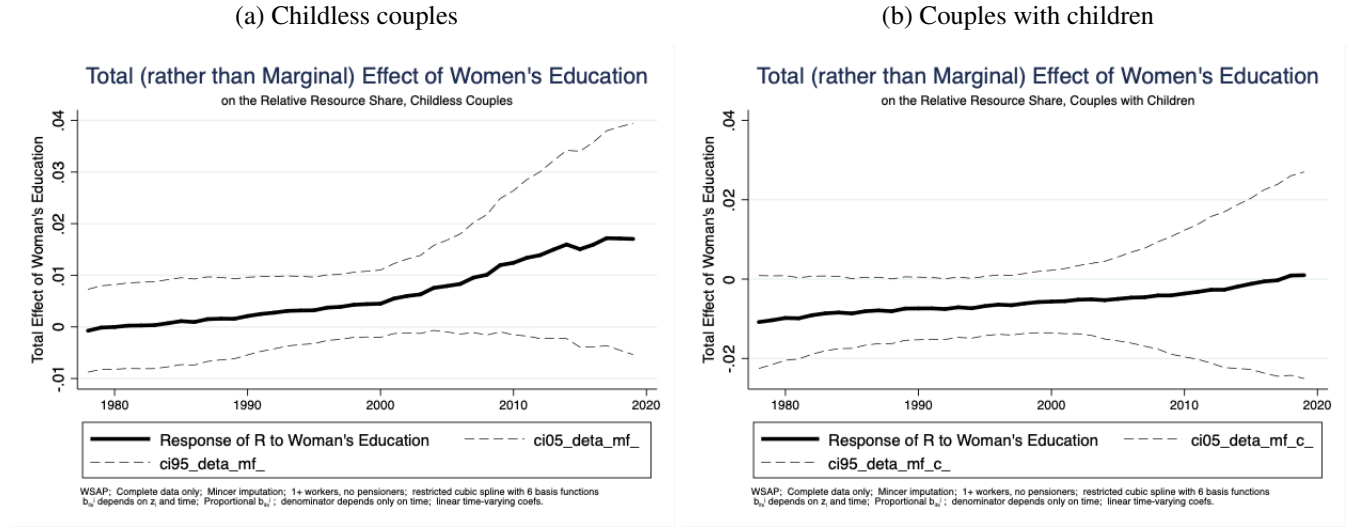 (a) Childless couples
Total (rather than Marginal) Effect of Women's Education
on the Relative Resource Share, Childless Couples
Total Effect of Woman's Education
.04
.03
.02
.01
0
-.01
1980 1990 2000 2010 2020
Response of R to Woman's Education
ci05_deta_mf_
ci95_deta_mf_
WSAP; Complete data only; Mincer imputation; 1+ workers, no pensioners; restricted cubic spline with 6 basis functions
depends on z, and time; Proportional ; denominator depends only on time; linear time-varying coefs.
(b) Couples with children
Total (rather than Marginal) Effect of Women's Education
on the Relative Resource Share, Couples with Children
Total Effect of Woman's Education
.04
.02
0
-.02
1980 1990 2000 2010 2020
Response of R to Woman's Education
ci05_deta_mf_c_
ci95_deta_mf_c_
WSAP; Complete data only; Mincer imputation; 1+ workers, no pensioners; restricted cubic spline with 6 basis functions
depends on z, and time; Proportional ; denominator depends only on time; linear time-varying coefs.